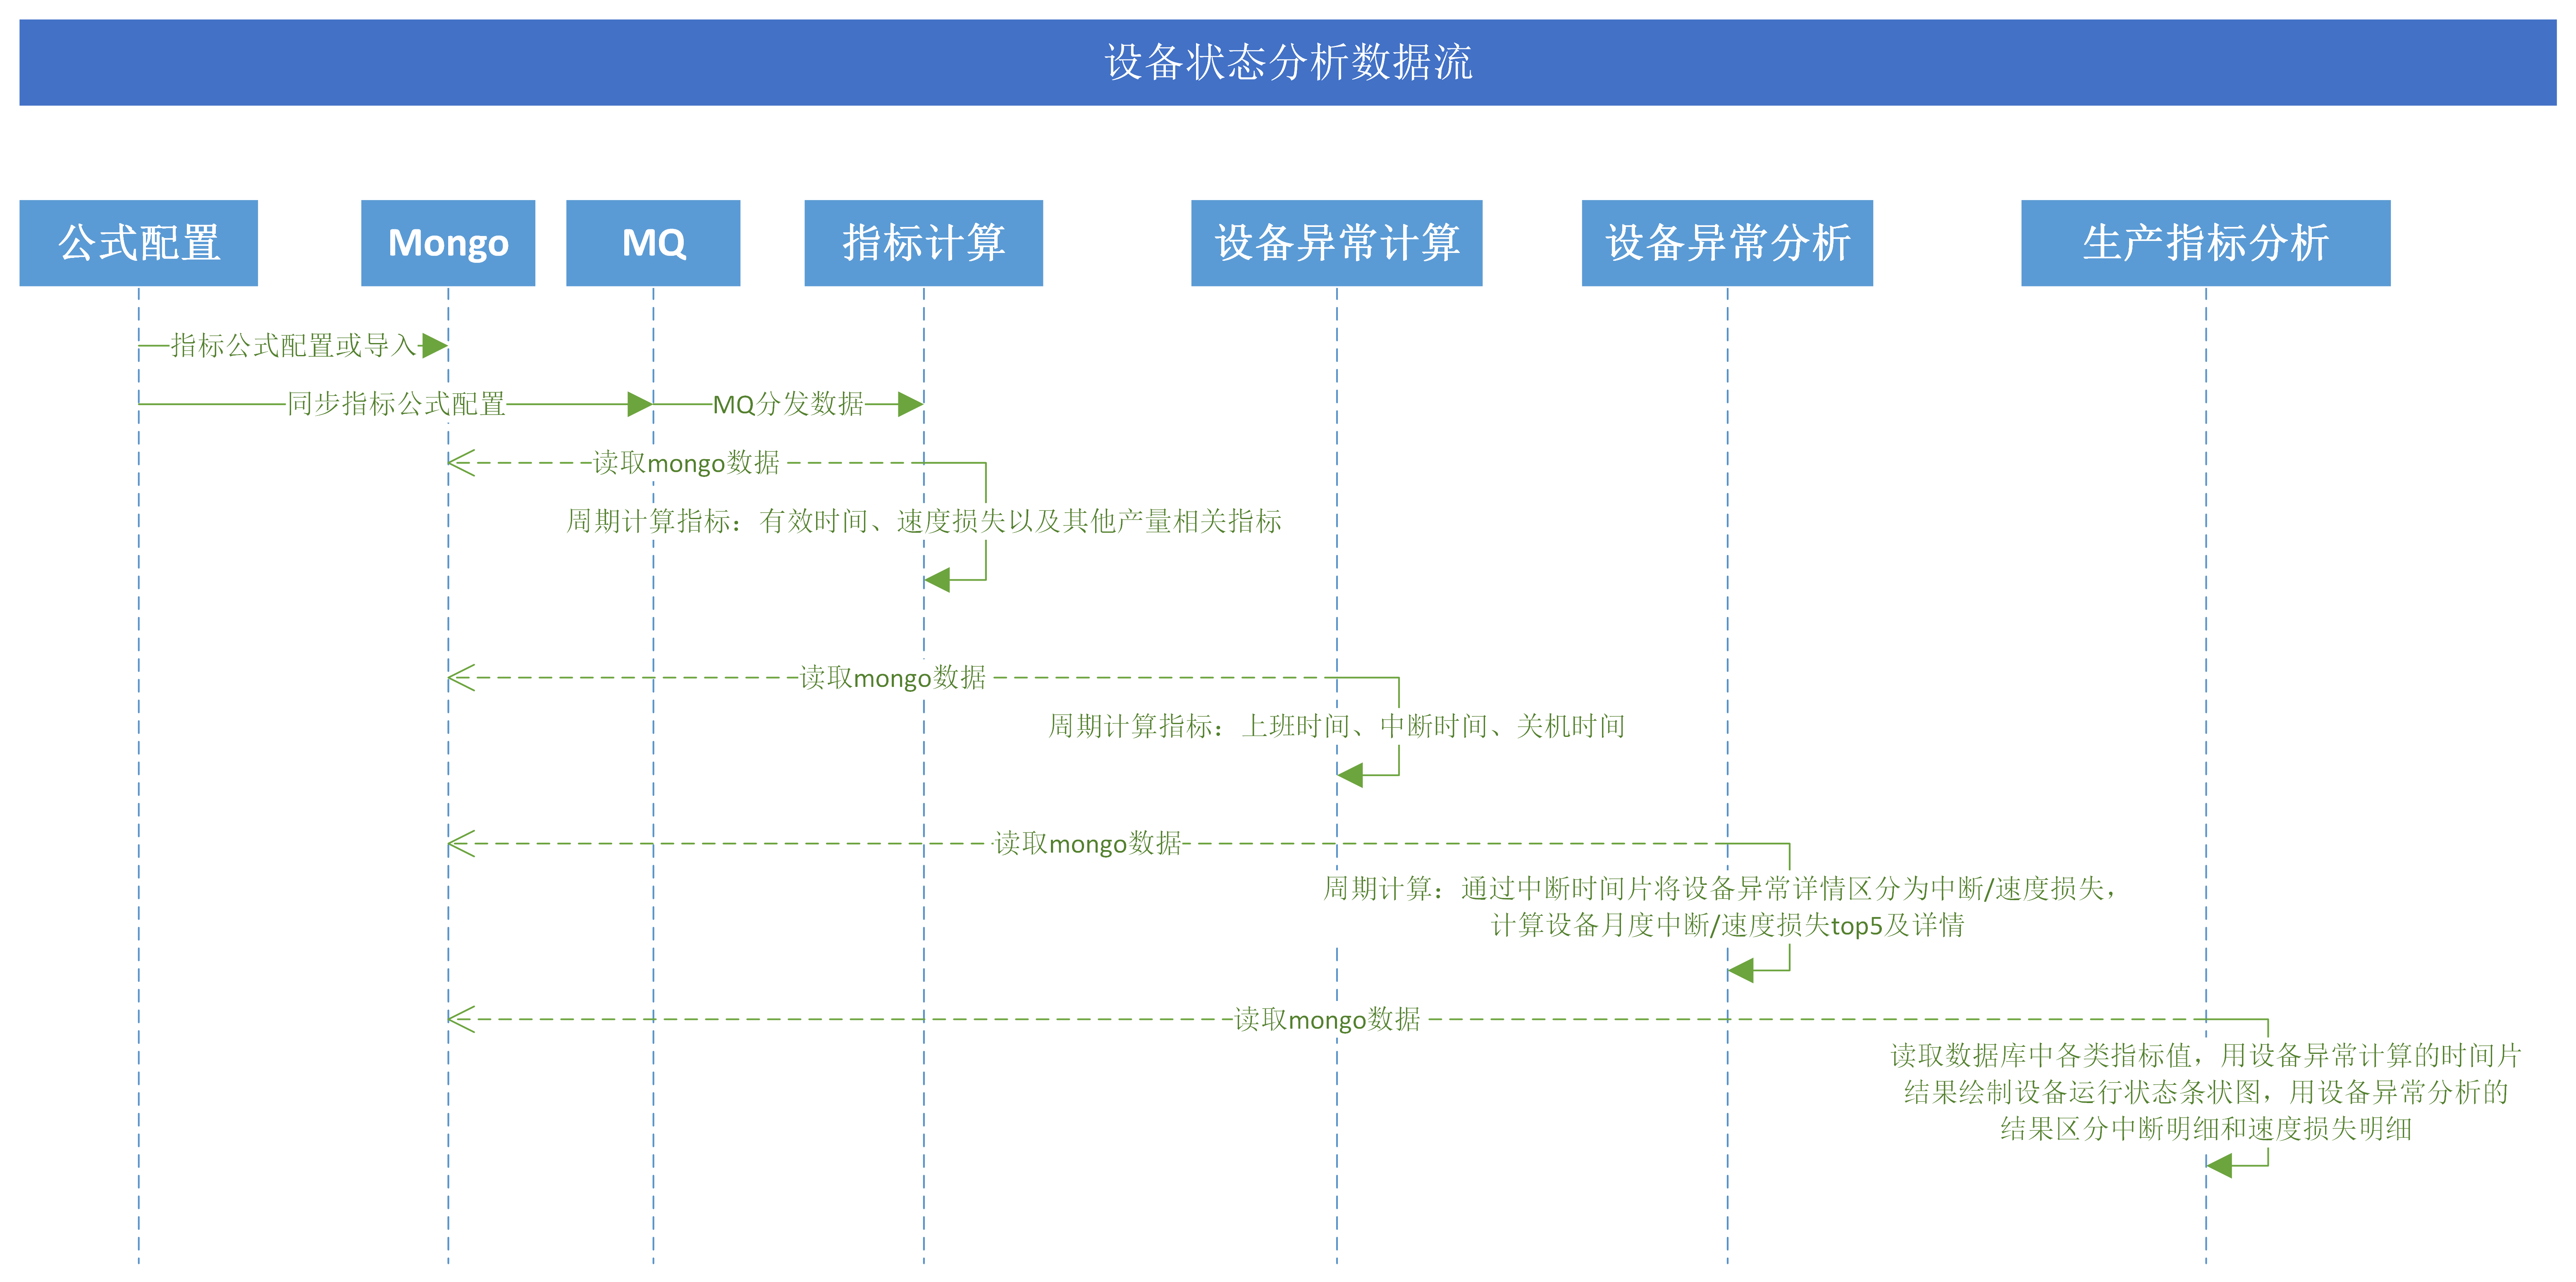 设备状态分析数据流
公式配置
Mongo
MQ
指标计算
设备异常计算
设备异常分析
生产指标分析
指标公式配置或导入
同步指标公式配置
MQ分发数据
读取mongo数据
周期计算指标：有效时间、速度损失以及其他产量相关指标
读取mongo数据
周期计算指标：上班时间、中断时间、关机时间
读取mongo数据
周期计算：通过中断时间片将设备异常详情区分为中断/速度损失，
计算设备月度中断/速度损失top5及详情
读取mongo数据
读取数据库中各类指标值，用设备异常计算的时间片
结果绘制设备运行状态条状图，用设备异常分析的
结果区分中断明细和速度损失明细